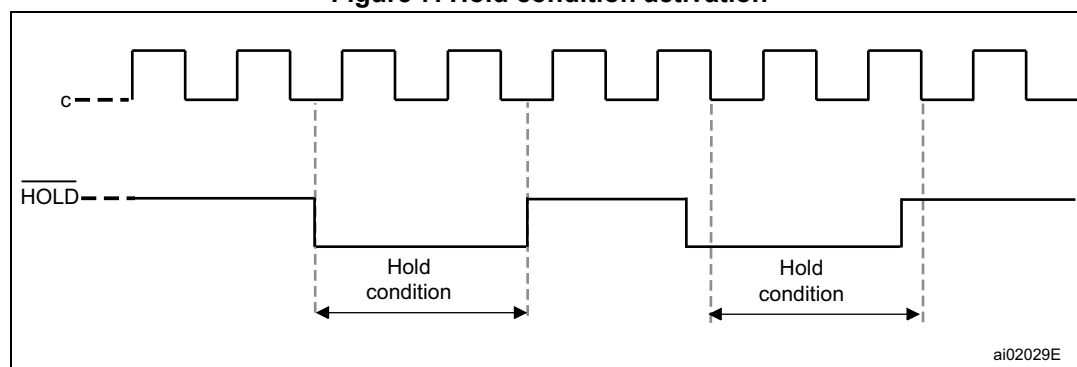 Figure 7. Hold condition activation
c
HOLD
Hold
condition
Hold
condition
ai02029E